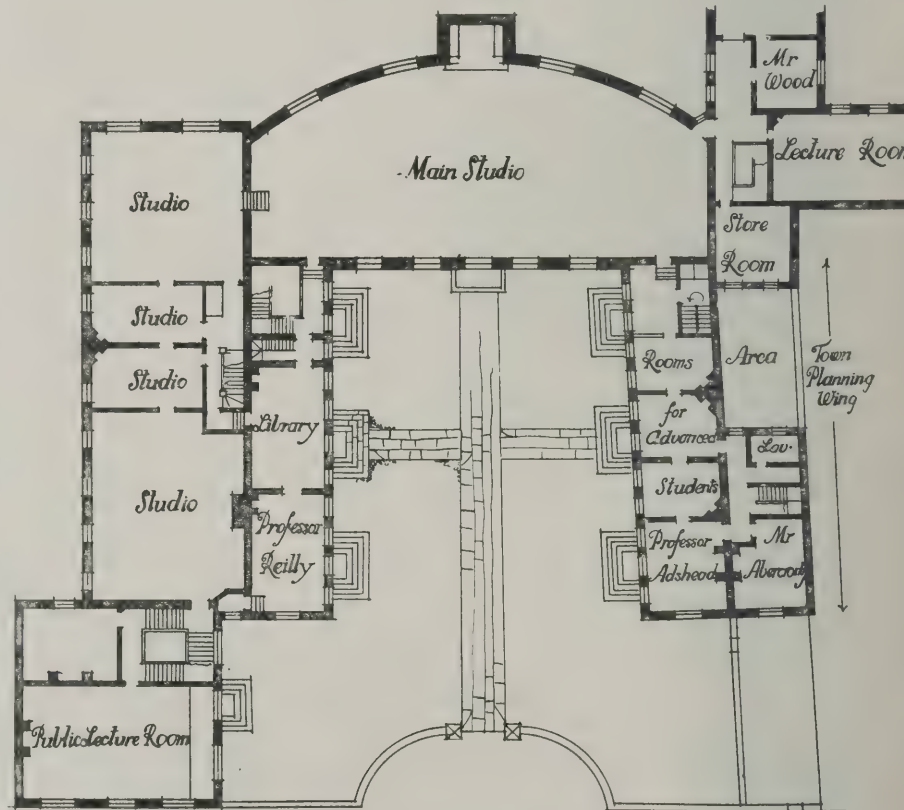 Mr
Wood
Lecture Room
Main Studio
Studio
Store
Room
Studio
Rooms
Area
Town
Planning
Wing
Studio
Library
for
Advanced
Lav.
Studio
Students
Professor
Reilly
Professor
Adshead
Mr
Abercromby
Public Lecture Room